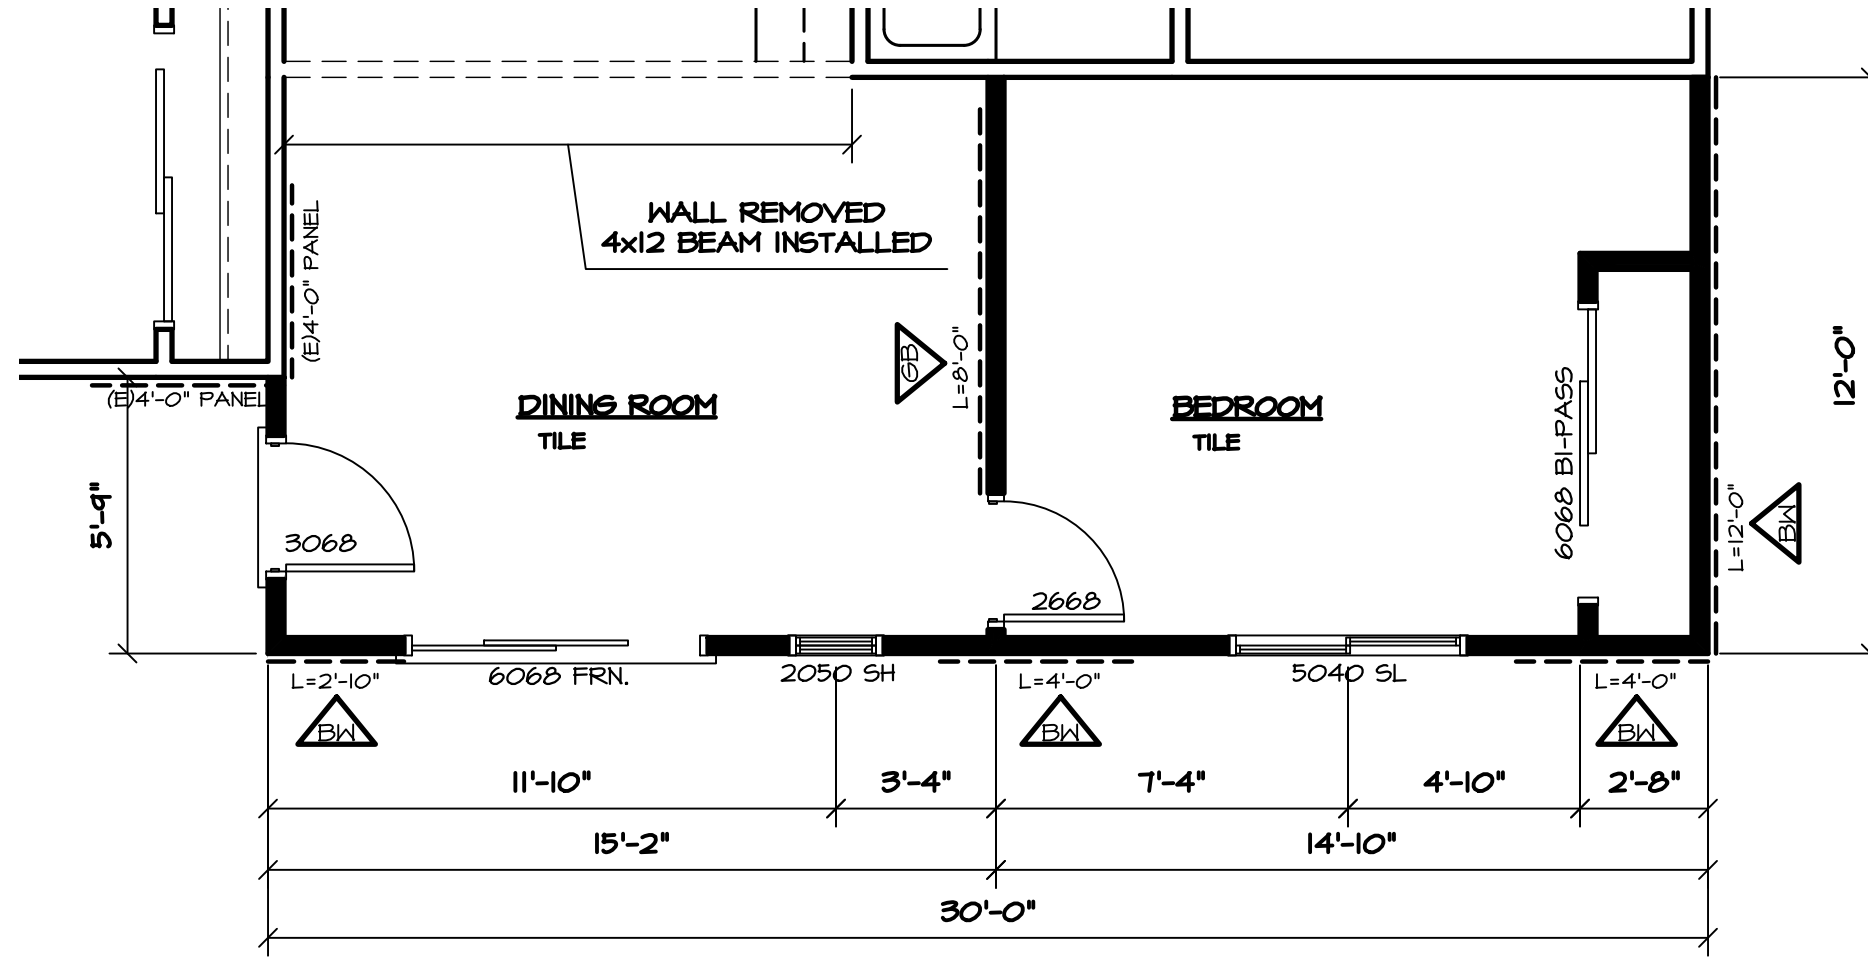 WALL REMOVED
4x12 BEAM INSTALLED
(E)4'-0" PANEL
(E)4'-0" PANEL
GB
L=8'-0"
12'-0"
DINING ROOM
TILE
BEDROOM
TILE
6068 BI-PASS
5'-9"
3068
2668
L=12'-0"
BW
6068 FRN.
2050 SH
5040 SL
L=2'-10"
L=4'-0"
L=4'-0"
BW
BW
BW
11'-10"
3'-4"
7'-4"
4'-10"
2'-8"
15'-2"
14'-10"
30'-0"